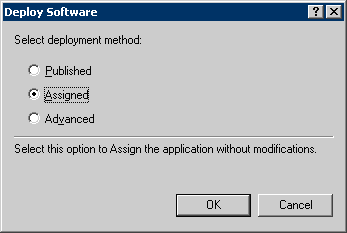 Deploy Software
Select deployment method:
Published
Assigned
Advanced
Select this option to Assign the application without modifications.
OK Cancel